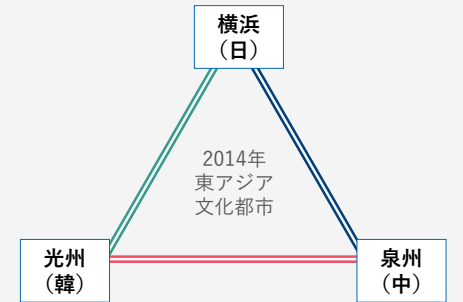 横浜
（日）
2014年
東アジア
文化都市
光州
（韓）
泉州
（中）